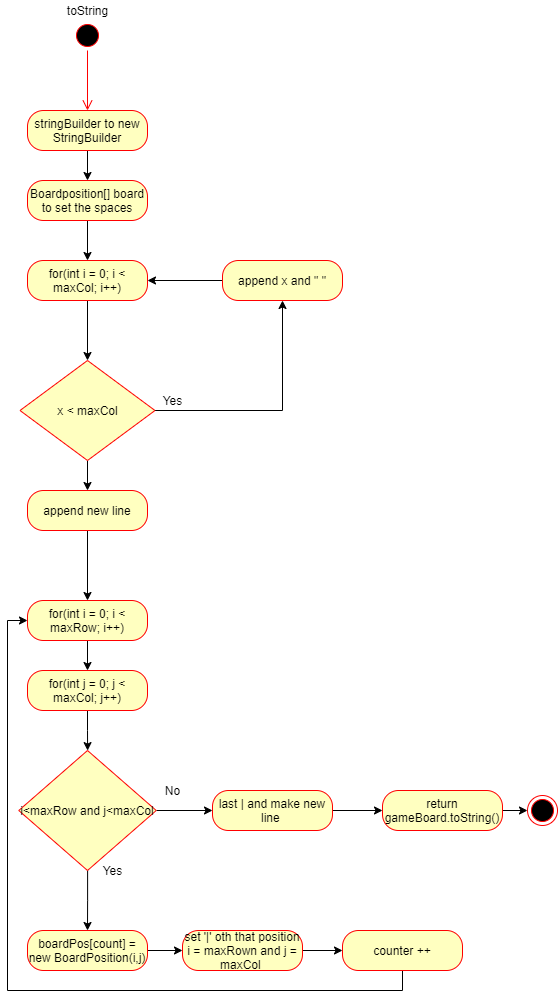 toString
stringBuilder to new
StringBuilder
Boardposition[] board
to set the spaces
for(int i = 0; i <
maxCol; i++)
append x and " "
x < maxCol
Yes
append new line
for(int i = 0; i <
maxRow; i++)
for(int j = 0; j <
maxCol; j++)
i<maxRow and j<maxCol
No
last | and make new
line
return
gameBoard.toString()
Yes
boardPos[count] =
new BoardPosition(i,j)
set '|' oth that position
i = maxRown and j =
maxCol
counter ++